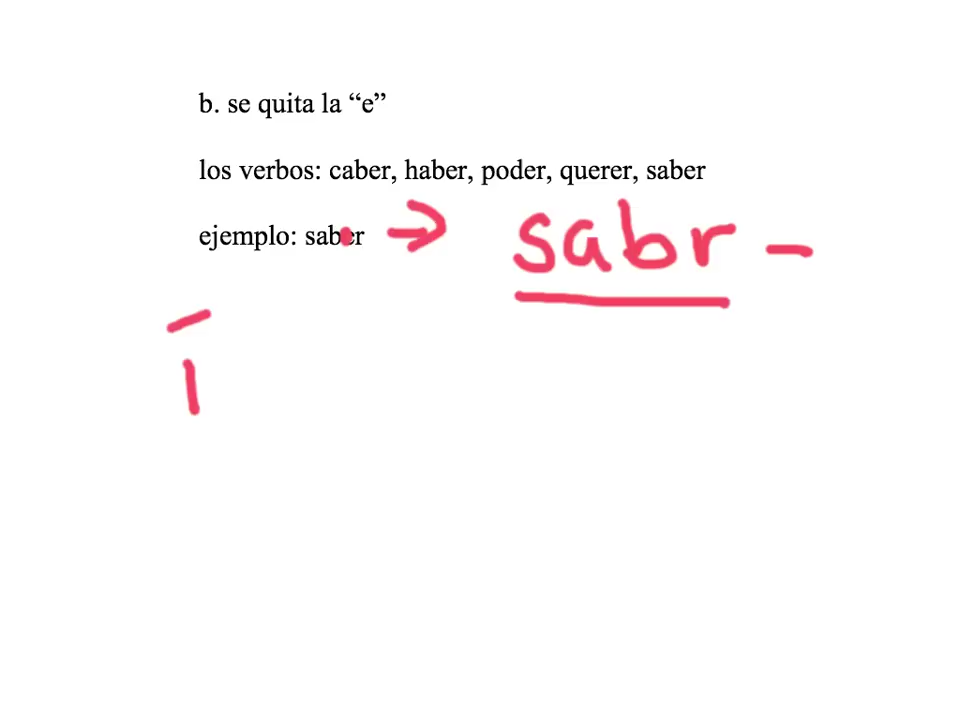 b. se quita la “e”
los verbos: caber, haber, poder, querer, saber
ejemplo: saber → sabr –
í